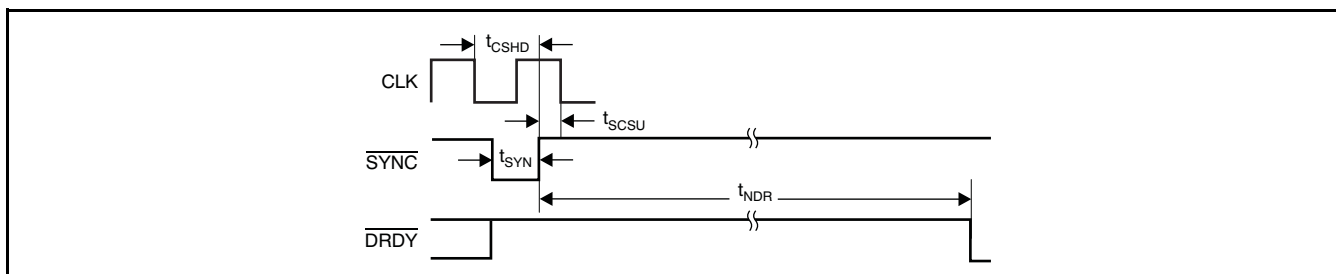 tCSHD
CLK
tSCSU
SYNC
tSYN
tNDR
DRDY